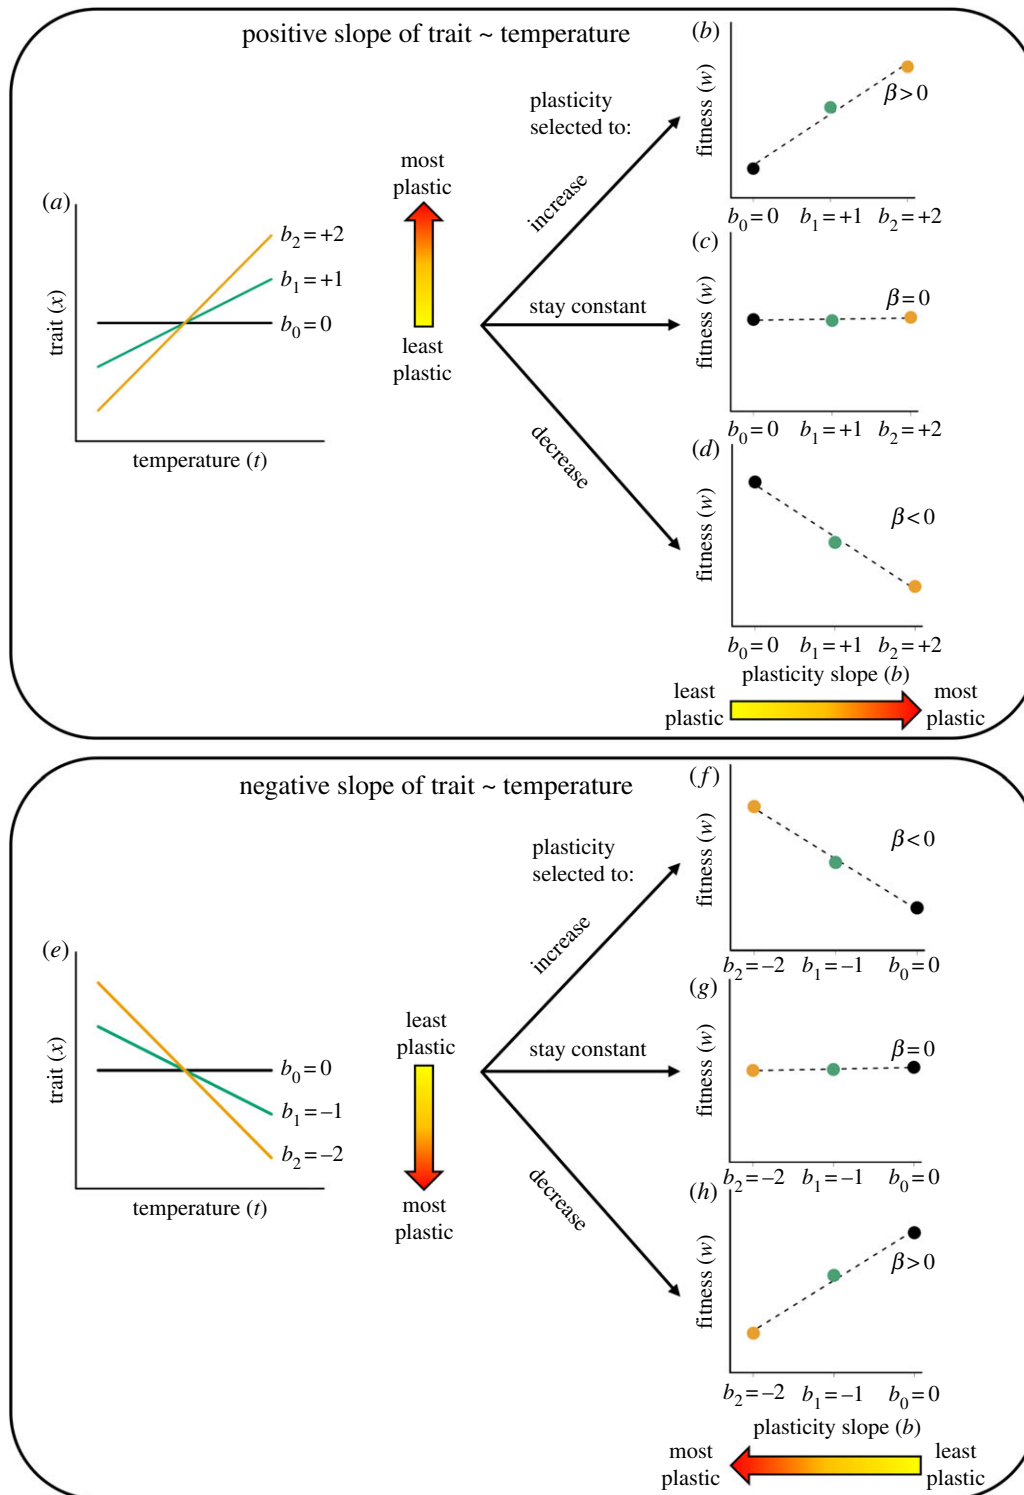 positive slope of trait ~ temperature
(a)
trait (x)
b2 = +2
b1 = +1
b0 = 0
temperature (t)
most
plastic
least
plastic
plasticity
selected to:
increase
stay constant
decrease
(b)
fitness (w)
β > 0
b0 = 0 b1 = +1 b2 = +2
(c)
fitness (w)
β = 0
b0 = 0 b1 = +1 b2 = +2
(d)
fitness (w)
β < 0
b0 = 0 b1 = +1 b2 = +2
plasticity slope (b)
least
plastic
most
plastic
negative slope of trait ~ temperature
(e)
trait (x)
b0 = 0
b1 = –1
b2 = –2
temperature (t)
least
plastic
most
plastic
plasticity
selected to:
increase
stay constant
decrease
(f)
fitness (w)
β < 0
b2 = –2 b1 = –1 b0 = 0
(g)
fitness (w)
β = 0
b2 = –2 b1 = –1 b0 = 0
(h)
fitness (w)
β > 0
b2 = –2 b1 = –1 b0 = 0
plasticity slope (b)
most
plastic
least
plastic